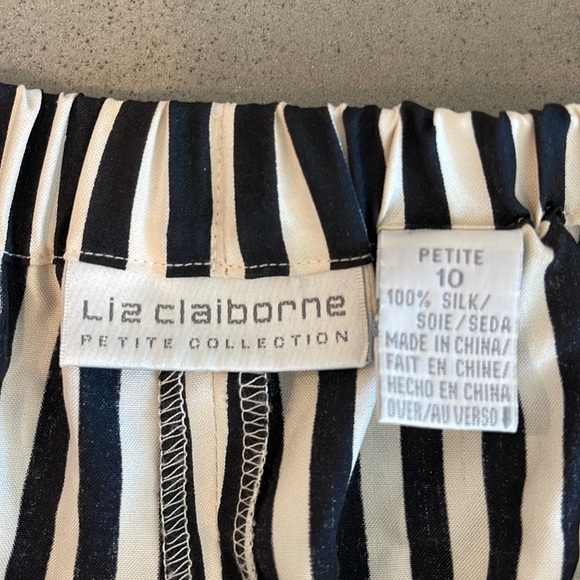 Liz claiborne
PETITE COLLECTION
PETITE
10
100% SILK/
SOIE/SEDA
MADE IN CHINA/
FAIT EN CHINE/
HECHO EN CHINA
OVER/AU VERSO